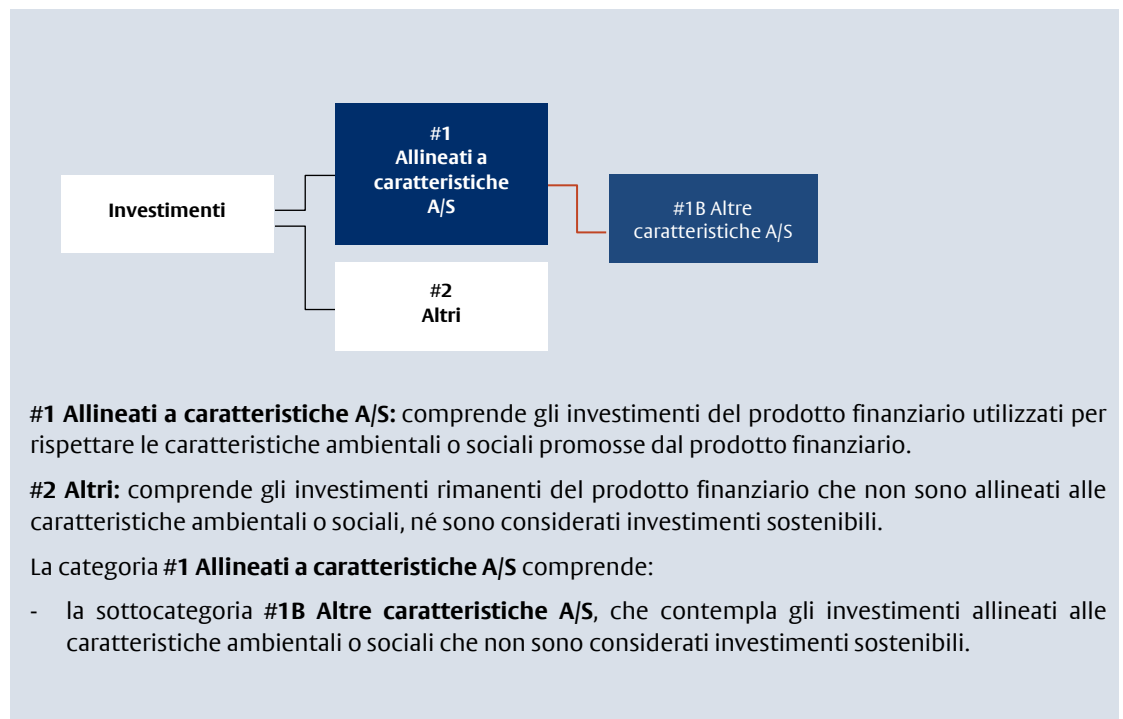 #1
Allineati a
caratteristiche
A/S
Investimenti
#1B Altre
caratteristiche A/S
#2
Altri
#1 Allineati a caratteristiche A/S: comprende gli investimenti del prodotto finanziario utilizzati per
rispettare le caratteristiche ambientali o sociali promosse dal prodotto finanziario.
#2 Altri: comprende gli investimenti rimanenti del prodotto finanziario che non sono allineati alle
caratteristiche ambientali o sociali, né sono considerati investimenti sostenibili.
La categoria #1 Allineati a caratteristiche A/S comprende:
- la sottocategoria #1B Altre caratteristiche A/S, che contempla gli investimenti allineati alle
caratteristiche ambientali o sociali che non sono considerati investimenti sostenibili.